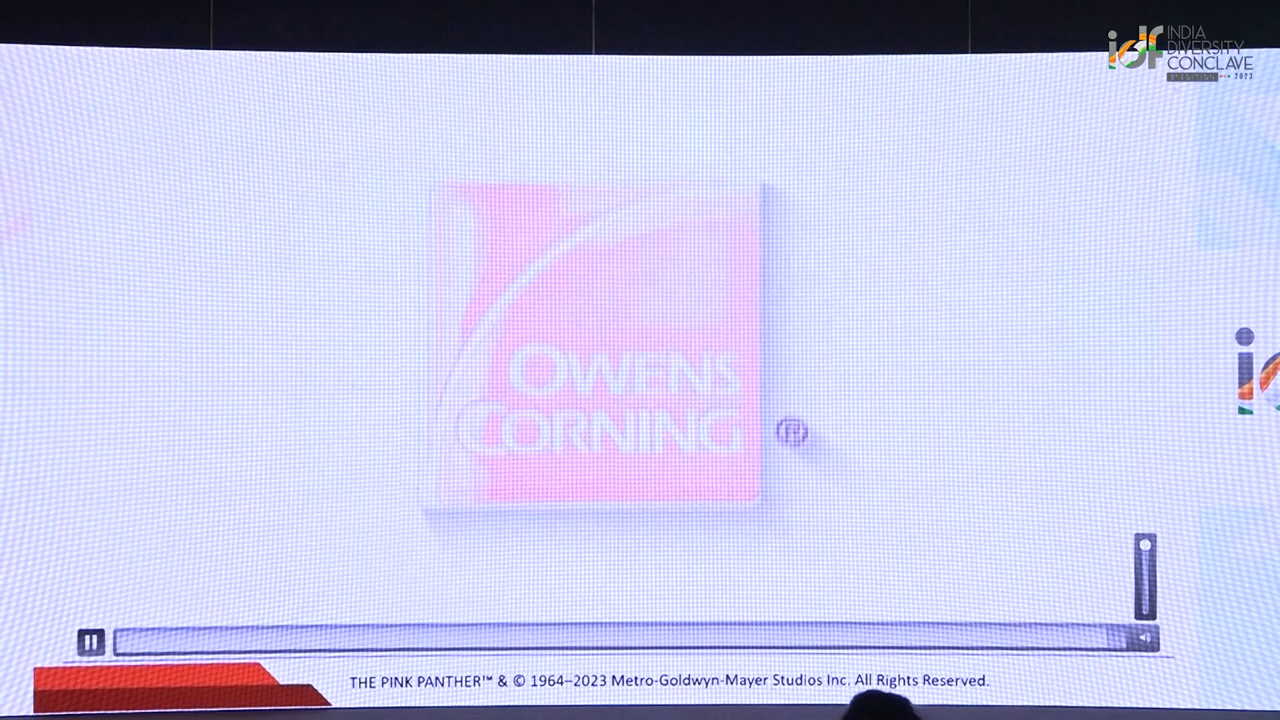 idf INDIA
DIVERSITY
CONCLAVE
2023
OWENS
CORNING
®
THE PINK PANTHER™ & © 1964–2023 Metro-Goldwyn-Mayer Studios Inc. All Rights Reserved.